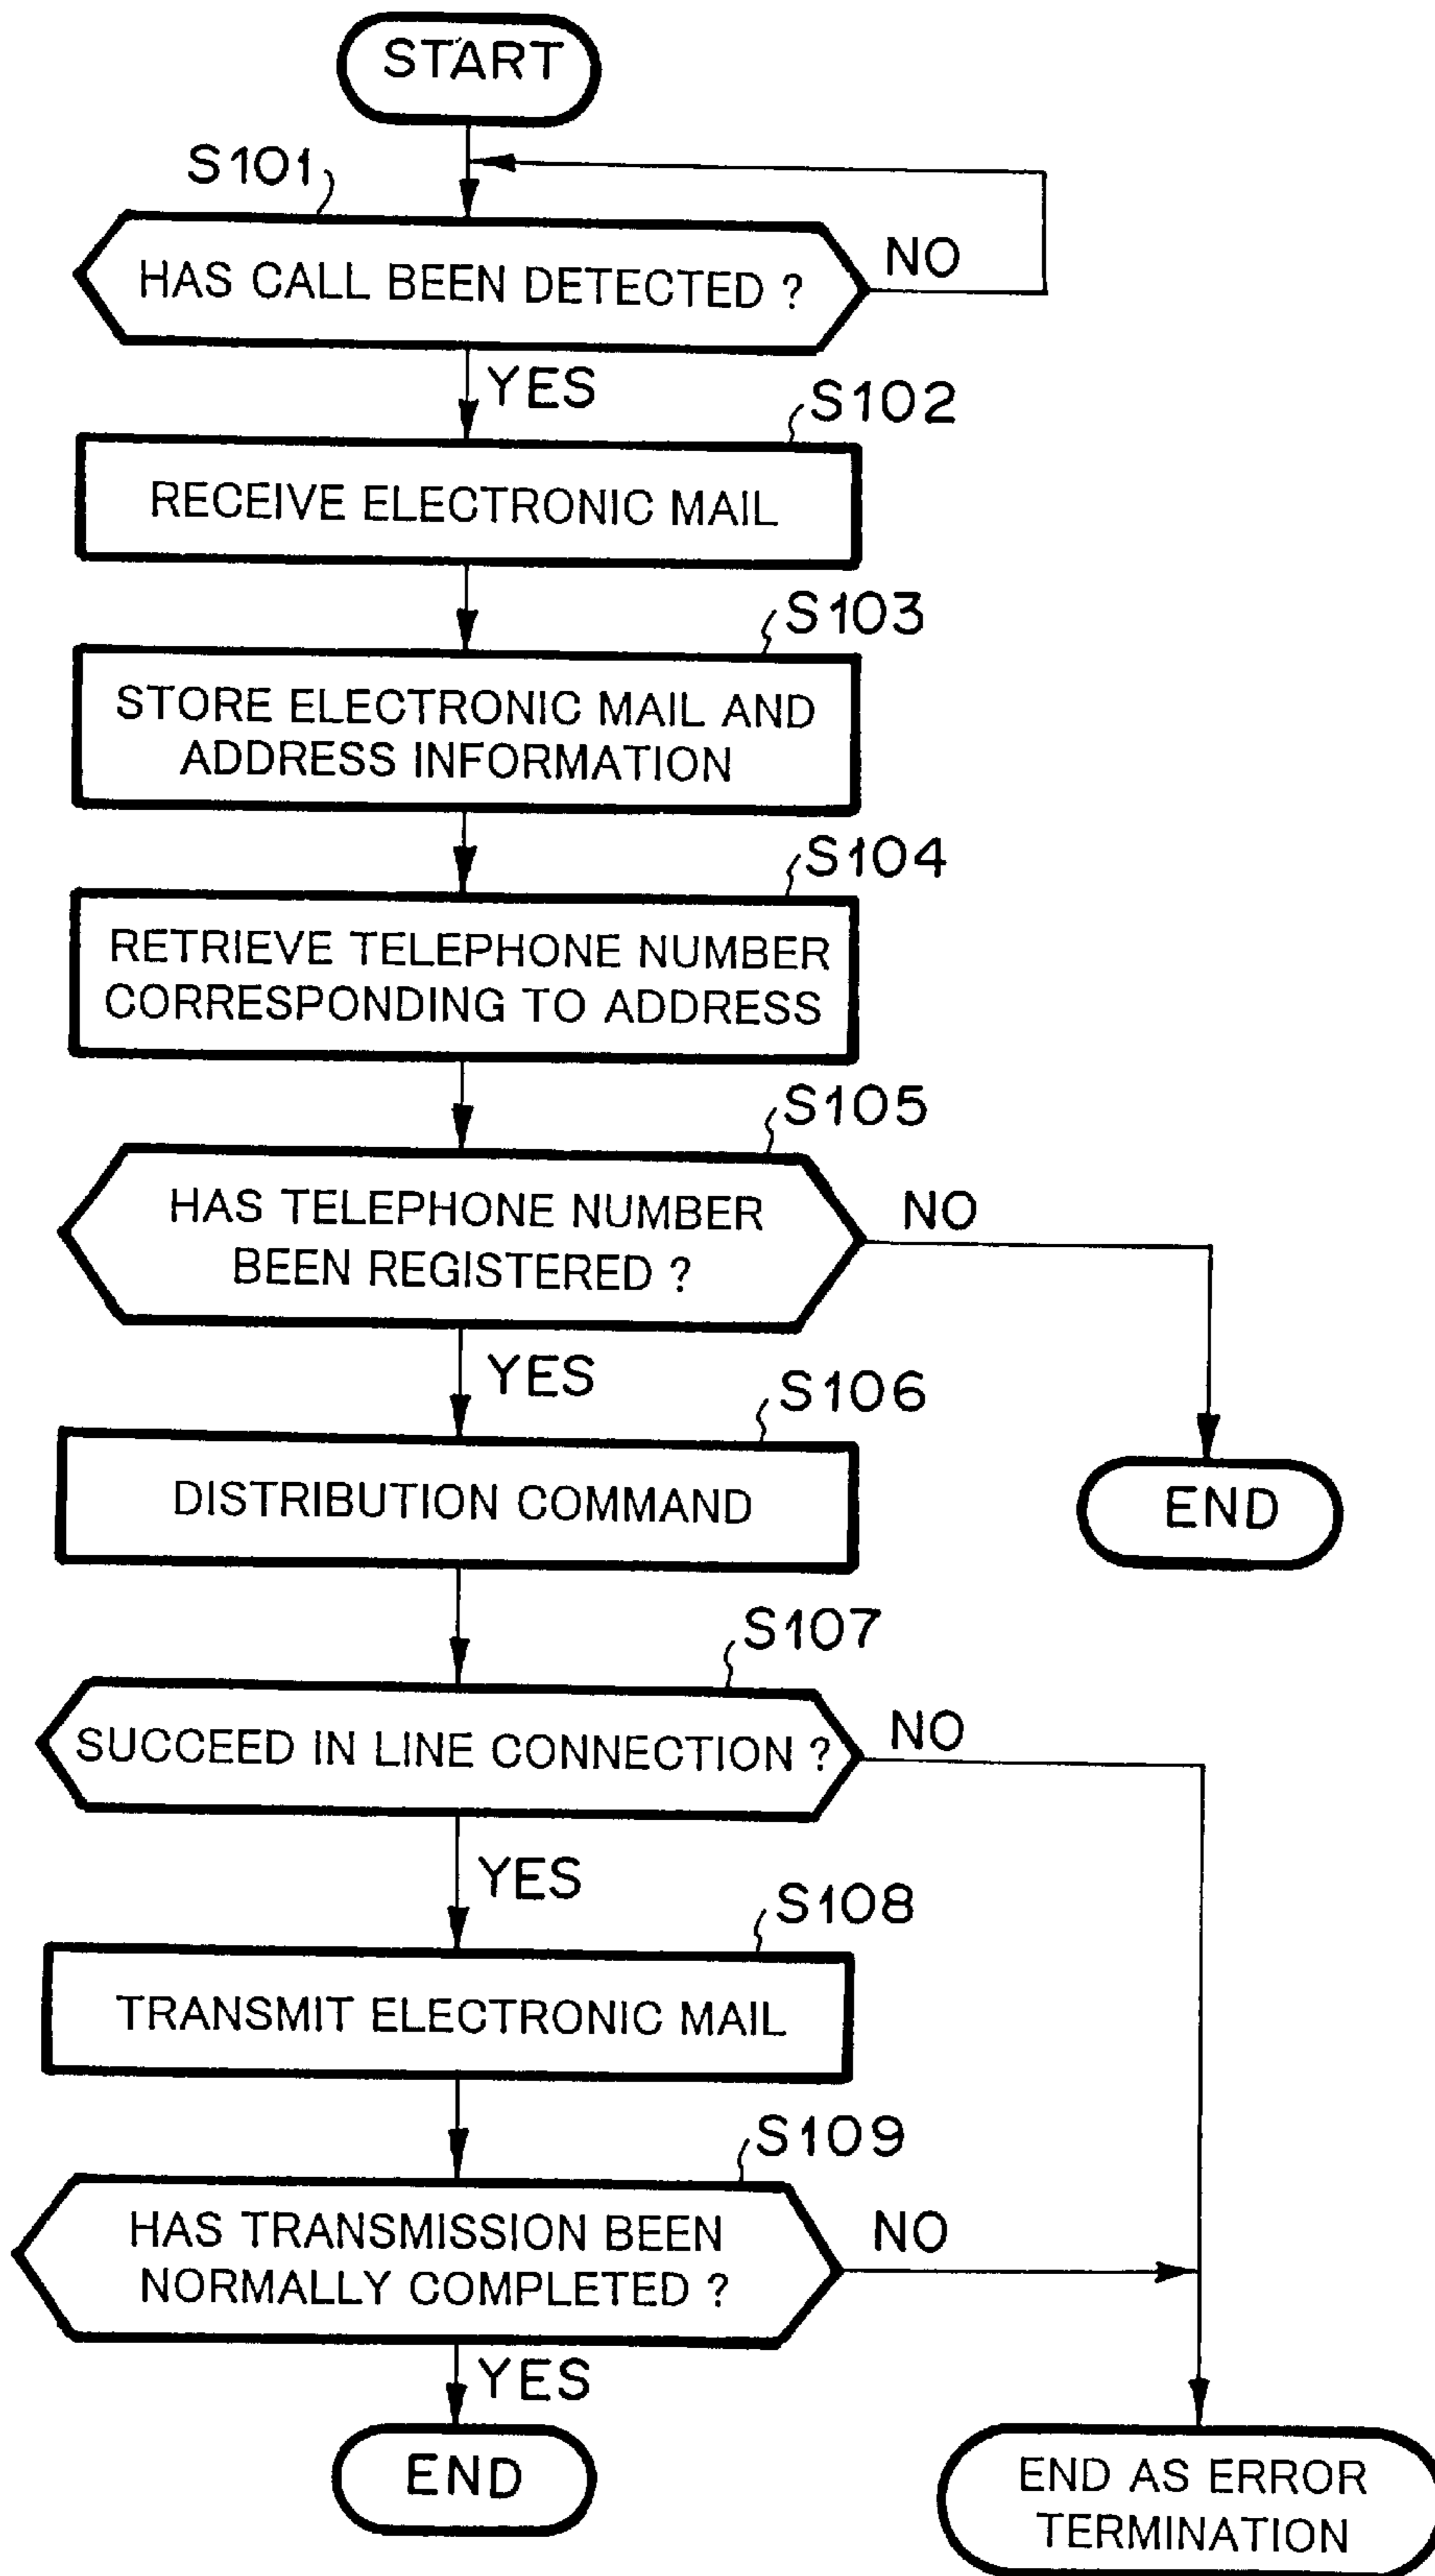 START
S101
HAS CALL BEEN DETECTED ?
NO
YES
S102
RECEIVE ELECTRONIC MAIL
S103
STORE ELECTRONIC MAIL AND
ADDRESS INFORMATION
S104
RETRIEVE TELEPHONE NUMBER
CORRESPONDING TO ADDRESS
S105
HAS TELEPHONE NUMBER
BEEN REGISTERED ?
NO
YES
END
S106
DISTRIBUTION COMMAND
S107
SUCCEED IN LINE CONNECTION ?
NO
YES
S108
TRANSMIT ELECTRONIC MAIL
S109
HAS TRANSMISSION BEEN
NORMALLY COMPLETED ?
NO
YES
END
END AS ERROR
TERMINATION